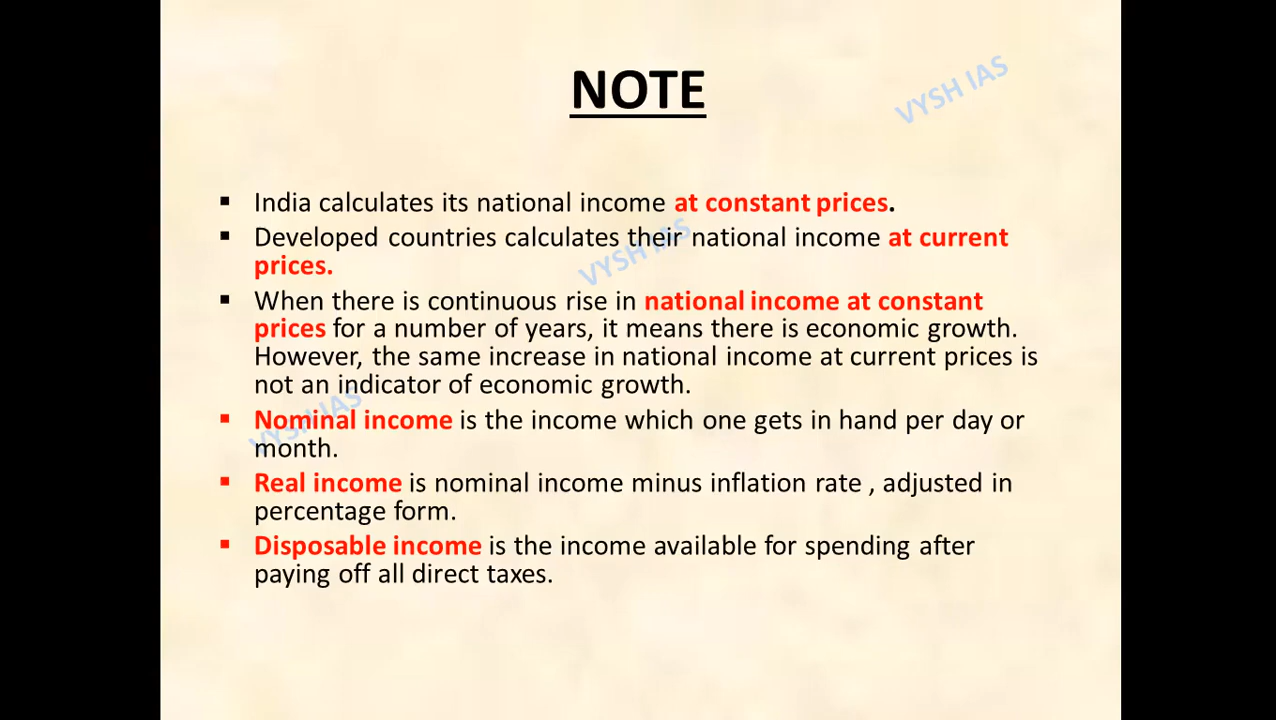 NOTE
VYSH IAS
▪ India calculates its national income at constant prices.
▪ Developed countries calculates their national income at current
prices.
VYSH IAS
▪ When there is continuous rise in national income at constant
prices for a number of years, it means there is economic growth.
However, the same increase in national income at current prices is
not an indicator of economic growth.
▪ Nominal income is the income which one gets in hand per day or
month.
VYSH IAS
▪ Real income is nominal income minus inflation rate , adjusted in
percentage form.
▪ Disposable income is the income available for spending after
paying off all direct taxes.